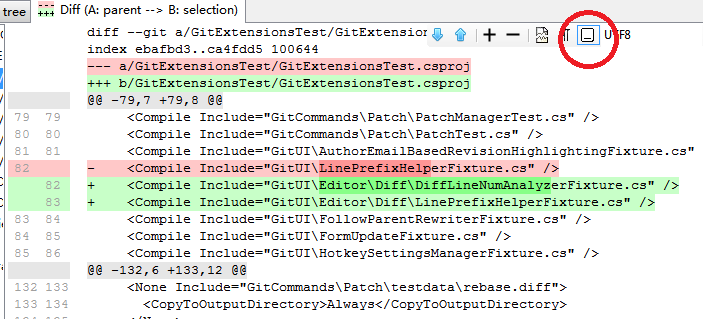 tree Diff (A: parent --> B: selection)
diff --git a/GitExtensionsTest/GitExtension UTF8
index ebafbd3..ca4fdd5 100644
--- a/GitExtensionsTest/GitExtensionsTest.csproj
+++ b/GitExtensionsTest/GitExtensionsTest.csproj
@@ -79,7 +79,8 @@
79 79 <Compile Include="GitCommands\Patch\PatchManagerTest.cs" />
80 80 <Compile Include="GitCommands\Patch\PatchTest.cs" />
81 81 <Compile Include="GitUI\AuthorEmailBasedRevisionHighlightingFixture.cs"
82 - <Compile Include="GitUI\LinePrefixHelperFixture.cs" />
82 + <Compile Include="GitUI\Editor\Diff\DiffLineNumAnalyzerFixture.cs" />
83 + <Compile Include="GitUI\Editor\Diff\LinePrefixHelperFixture.cs" />
83 84 <Compile Include="GitUI\FollowParentRewriterFixture.cs" />
84 85 <Compile Include="GitUI\FormUpdateFixture.cs" />
85 86 <Compile Include="GitUI\HotkeySettingsManagerFixture.cs" />
@@ -132,6 +133,12 @@
132 133 <None Include="GitCommands\Patch\testdata\rebase.diff">
133 134 <CopyToOutputDirectory>Always</CopyToOutputDirectory>